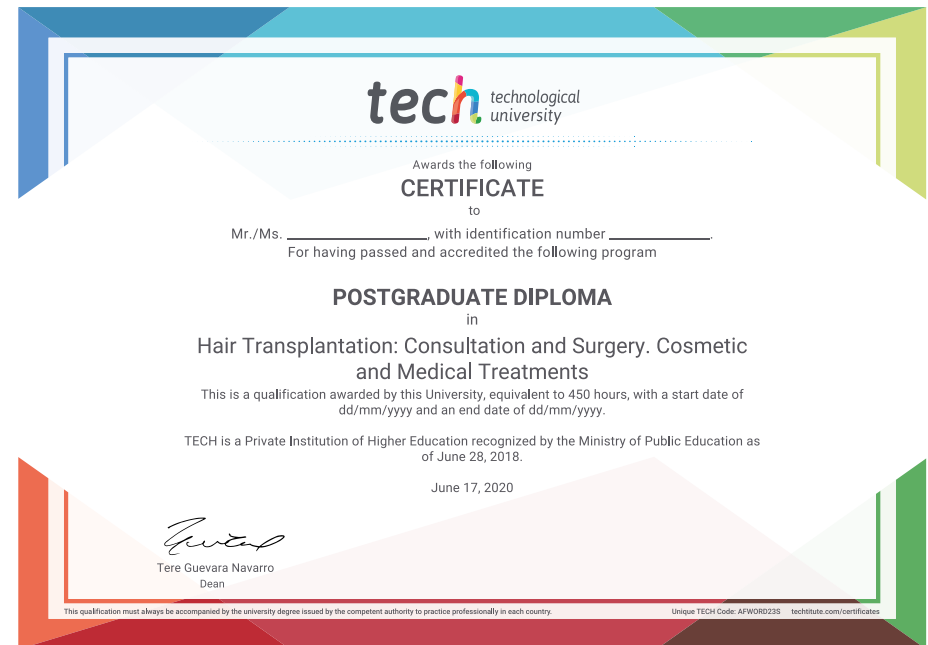 tech technological
university
Awards the following
CERTIFICATE
to
Mr./Ms. ____________________, with identification number ______________.
For having passed and accredited the following program
POSTGRADUATE DIPLOMA
in
Hair Transplantation: Consultation and Surgery. Cosmetic
and Medical Treatments
This is a qualification awarded by this University, equivalent to 450 hours, with a start date of
dd/mm/yyyy and an end date of dd/mm/yyyy.
TECH is a Private Institution of Higher Education recognized by the Ministry of Public Education as
of June 28, 2018.
June 17, 2020
Tere Guevara Navarro
Dean
This qualification must always be accompanied by the university degree issued by the competent authority to practice professionally in each country.
Unique TECH Code: AFWORD23S techtitute.com/certificates